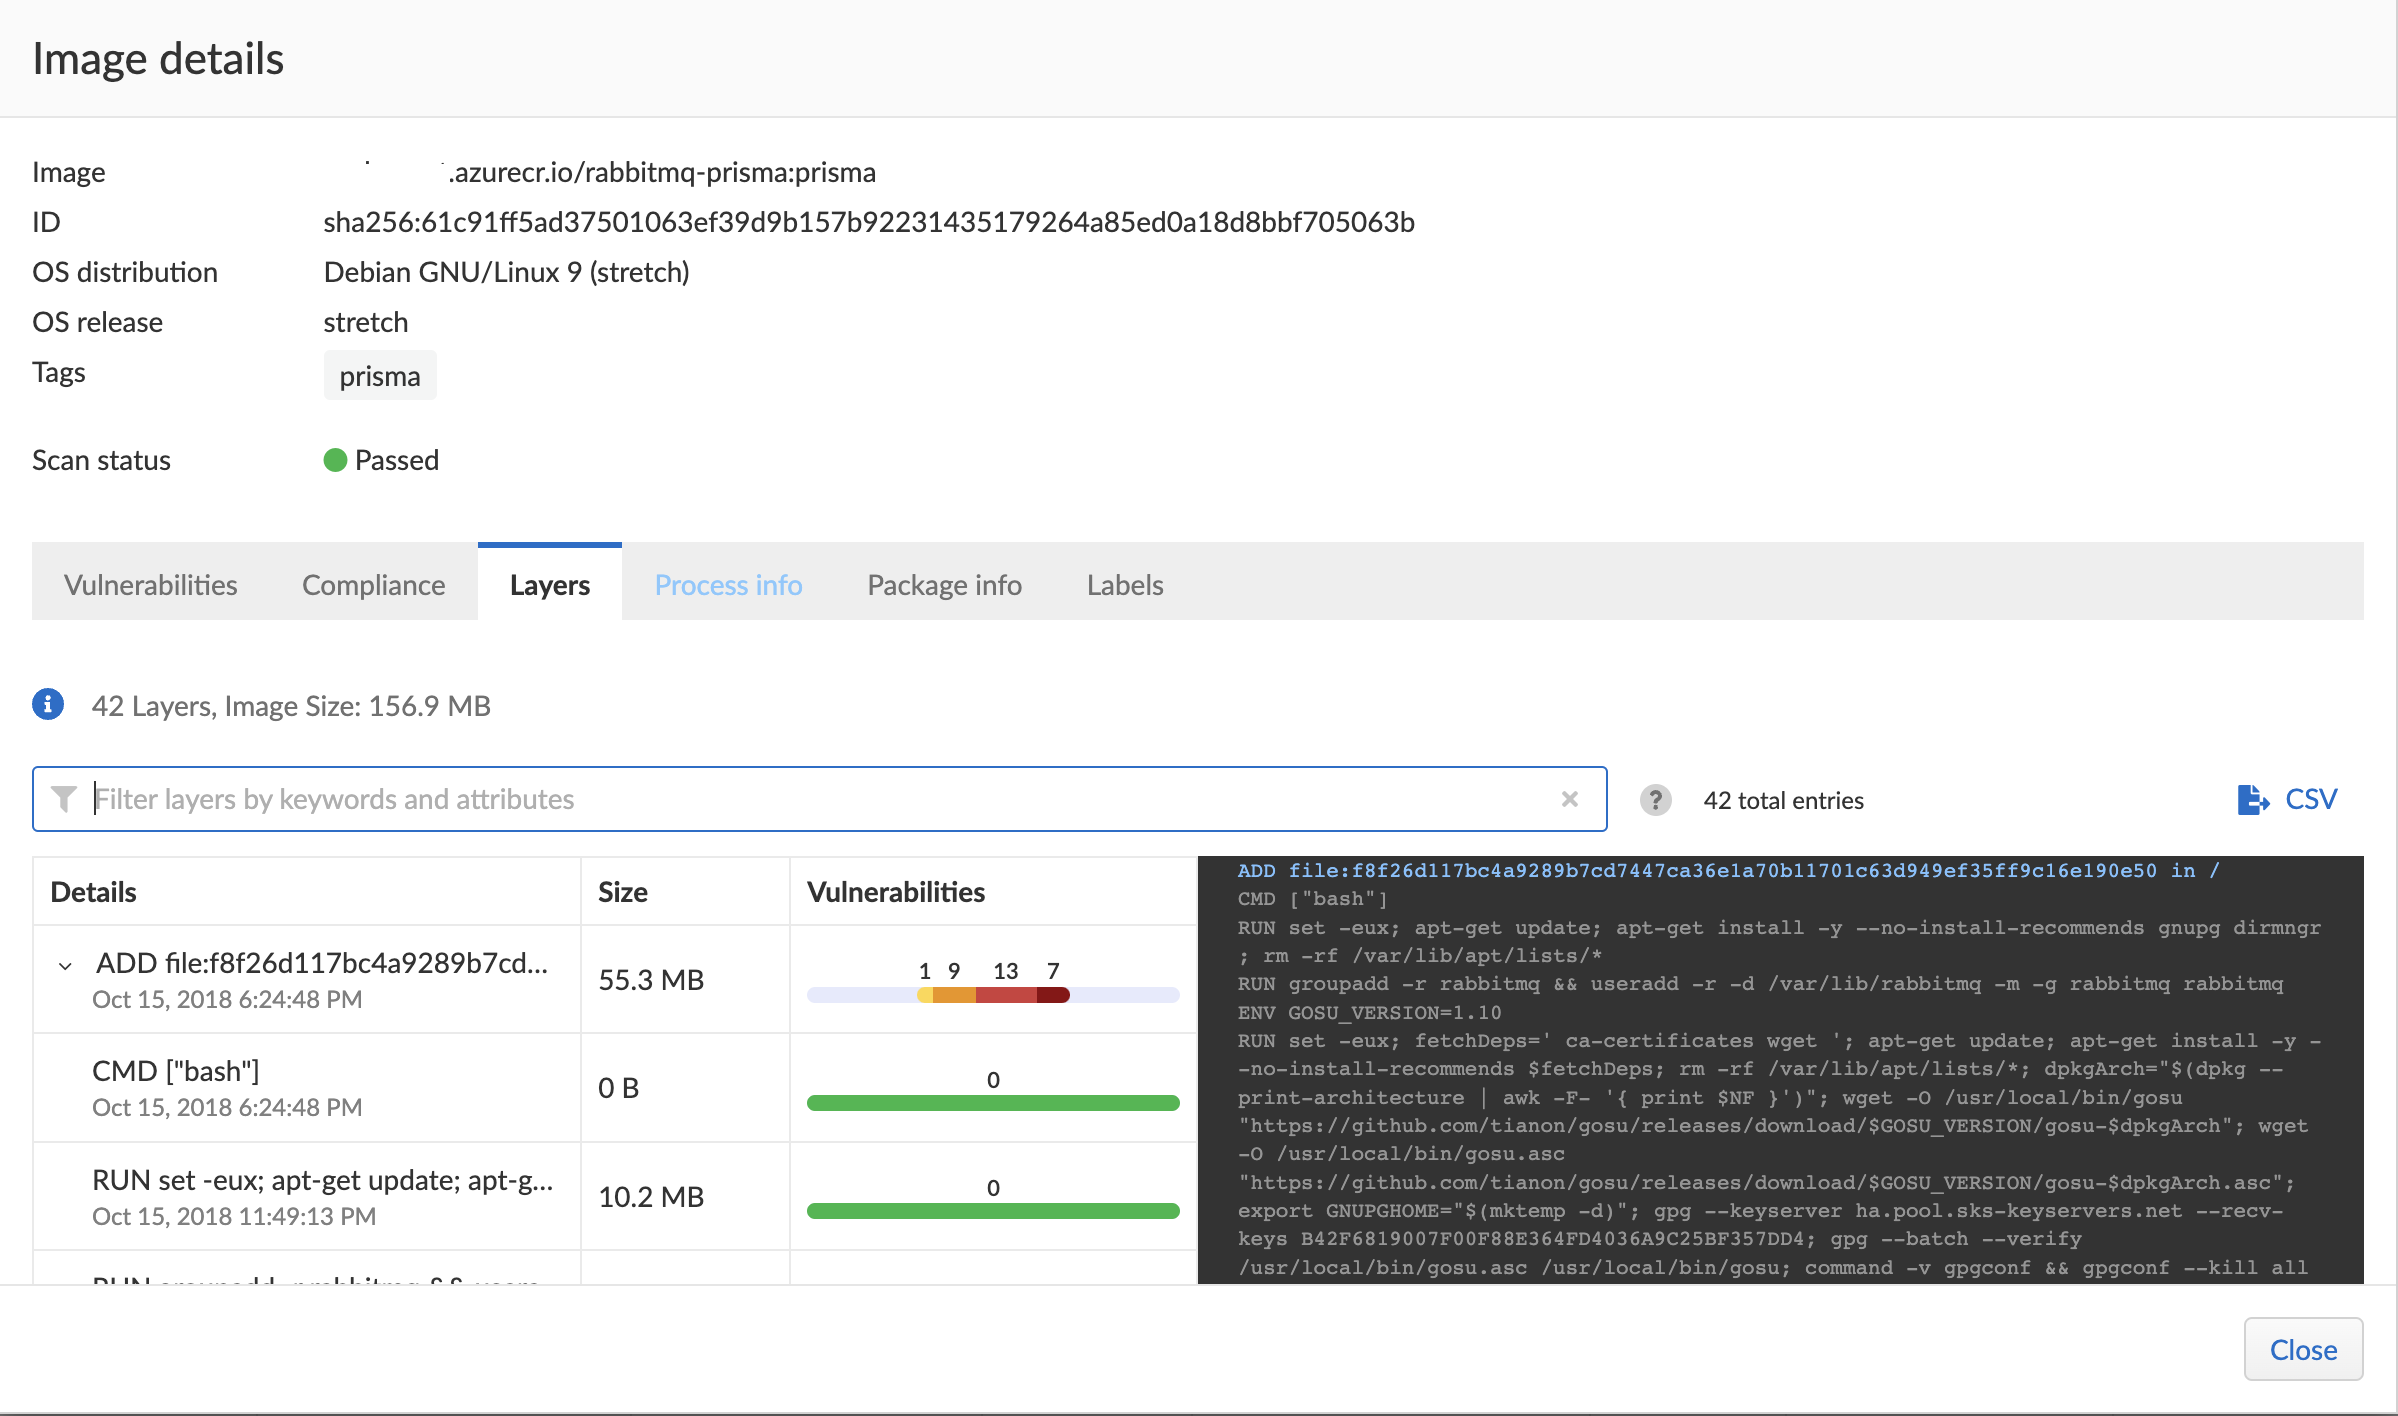 Image details
Image .azurecr.io/rabbitmq-prisma:prisma
ID sha256:61c91ff5ad37501063ef39d9b157b92231435179264a85ed0a18d8bbf705063b
OS distribution Debian GNU/Linux 9 (stretch)
OS release stretch
Tags prisma
Scan status Passed
Vulnerabilities Compliance Layers Process info Package info Labels
42 Layers, Image Size: 156.9 MB
Filter layers by keywords and attributes
42 total entries
CSV
Details Size Vulnerabilities
ADD file:f8f26d117bc4a9289b7cd...
Oct 15, 2018 6:24:48 PM
55.3 MB
1 9 13 7
CMD ["bash"]
Oct 15, 2018 6:24:48 PM
0 B
0
RUN set -eux; apt-get update; apt-g...
Oct 15, 2018 11:49:13 PM
10.2 MB
0
ADD file:f8f26d117bc4a9289b7cd7447ca36e1a70b11701c63d949ef35ff9c16e190e50 in /
CMD ["bash"]
RUN set -eux; apt-get update; apt-get install -y --no-install-recommends gnupg dirmngr
; rm -rf /var/lib/apt/lists/*
RUN groupadd -r rabbitmq && useradd -r -d /var/lib/rabbitmq -m -g rabbitmq rabbitmq
ENV GOSU_VERSION=1.10
RUN set -eux; fetchDeps=' ca-certificates wget '; apt-get update; apt-get install -y -
-no-install-recommends $fetchDeps; rm -rf /var/lib/apt/lists/*; dpkgArch="$(dpkg --
print-architecture | awk -F- '{ print $NF }')"; wget -O /usr/local/bin/gosu
"https://github.com/tianon/gosu/releases/download/$GOSU_VERSION/gosu-$dpkgArch"; wget
-O /usr/local/bin/gosu.asc
"https://github.com/tianon/gosu/releases/download/$GOSU_VERSION/gosu-$dpkgArch.asc";
export GNUPGHOME="$(mktemp -d)"; gpg --keyserver ha.pool.sks-keyservers.net --recv-
keys B42F6819007F00F88E364FD4036A9C25BF357DD4; gpg --batch --verify
/usr/local/bin/gosu.asc /usr/local/bin/gosu; command -v gpgconf && gpgconf --kill all
Close